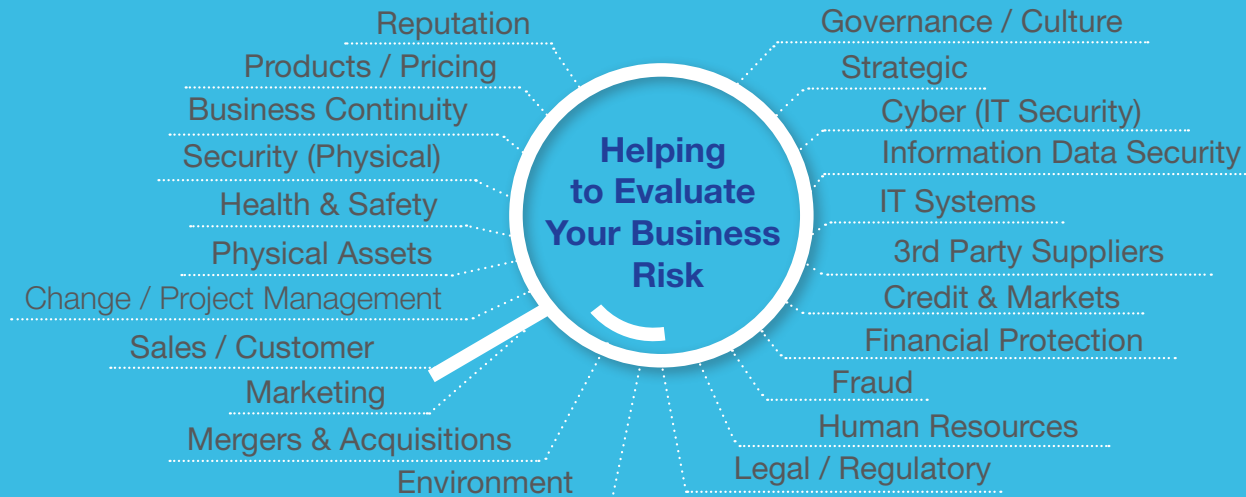 Reputation
Products / Pricing
Business Continuity
Security (Physical)
Health & Safety
Physical Assets
Change / Project Management
Sales / Customer
Marketing
Mergers & Acquisitions
Environment
Helping
to Evaluate
Your Business
Risk
Governance / Culture
Strategic
Cyber (IT Security)
Information Data Security
IT Systems
3rd Party Suppliers
Credit & Markets
Financial Protection
Fraud
Human Resources
Legal / Regulatory